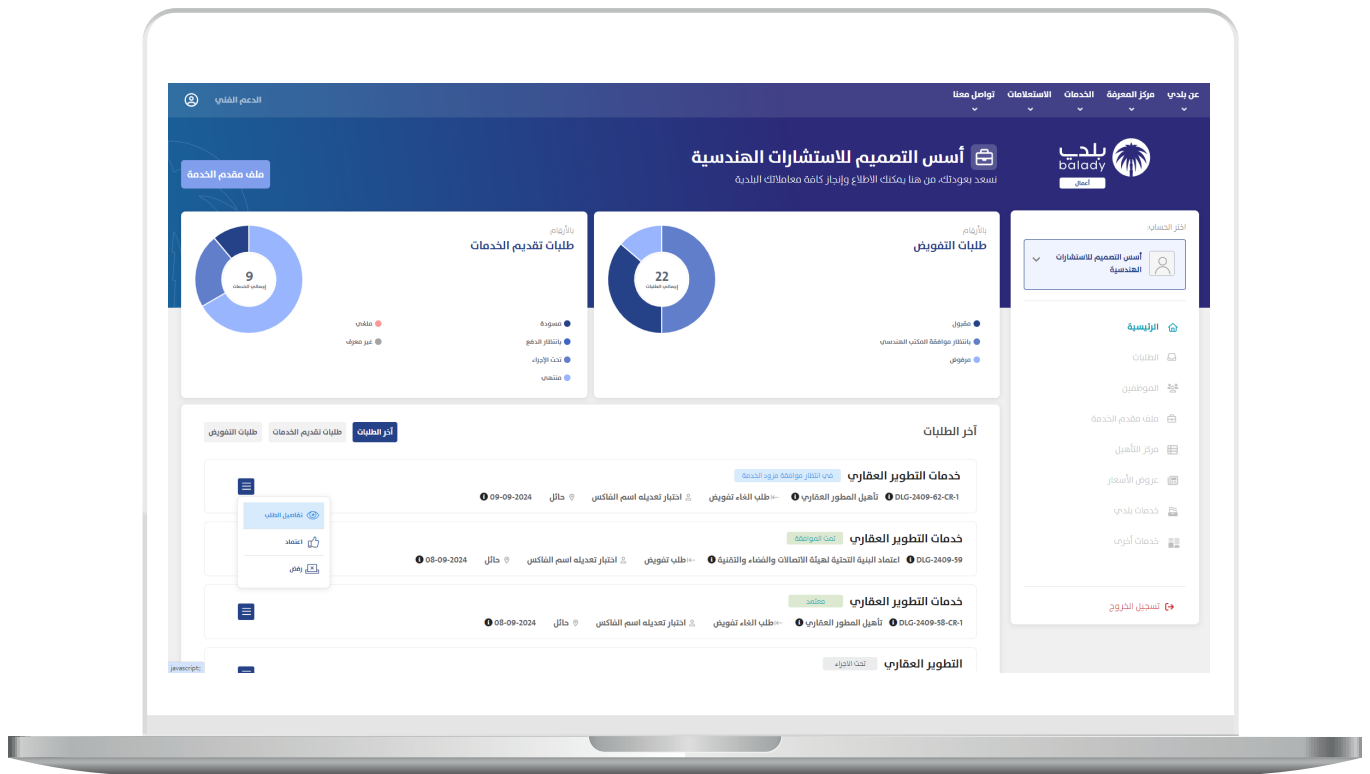 عن بلدي مركز المعرفة الخدمات الاستعلامات تواصل معنا الدعم الفني
بلدي
balady
أعمال
أسس التصميم للاستشارات الهندسية
نسعد بعودتك، من هنا يمكنك الاطلاع وإنجاز كافة معاملاتك البلدية
ملف مقدم الخدمة
اختر الحساب:
أسس التصميم للاستشارات
الهندسية
الرئيسية
الطلبات
الموظفين
ملف مقدم الخدمة
مركز التأهيل
عروض الأسعار
خدمات بلدي
خدمات أخرى
تسجيل الخروج
بالأرقام
طلبات التفويض
22
إجمالي الطلبات
مقبول
بانتظار موافقة المكتب الهندسي
مرفوض
بالأرقام
طلبات تقديم الخدمات
9
إجمالي الخدمات
مسودة
بانتظار الدفع
تحت الإجراء
منتهي
ملغي
غير معرف
آخر الطلبات
آخر الطلبات طلبات تقديم الخدمات طلبات التفويض
خدمات التطوير العقاري في انتظار موافقة مزود الخدمة
DLG-2409-62-CR-1 تأهيل المطور العقاري طلب الغاء تفويض اختبار تعديله اسم الفاكس حائل 09-09-2024
تفاصيل الطلب
اعتماد
رفض
خدمات التطوير العقاري تمت الموافقة
DLG-2409-59 اعتماد البنية التحتية لهيئة الاتصالات والفضاء والتقنية طلب تفويض اختبار تعديله اسم الفاكس حائل 08-09-2024
خدمات التطوير العقاري معتمد
DLG-2409-58-CR-1 تأهيل المطور العقاري طلب الغاء تفويض اختبار تعديله اسم الفاكس حائل 08-09-2024
التطوير العقاري تحت الاجراء
javascript:;